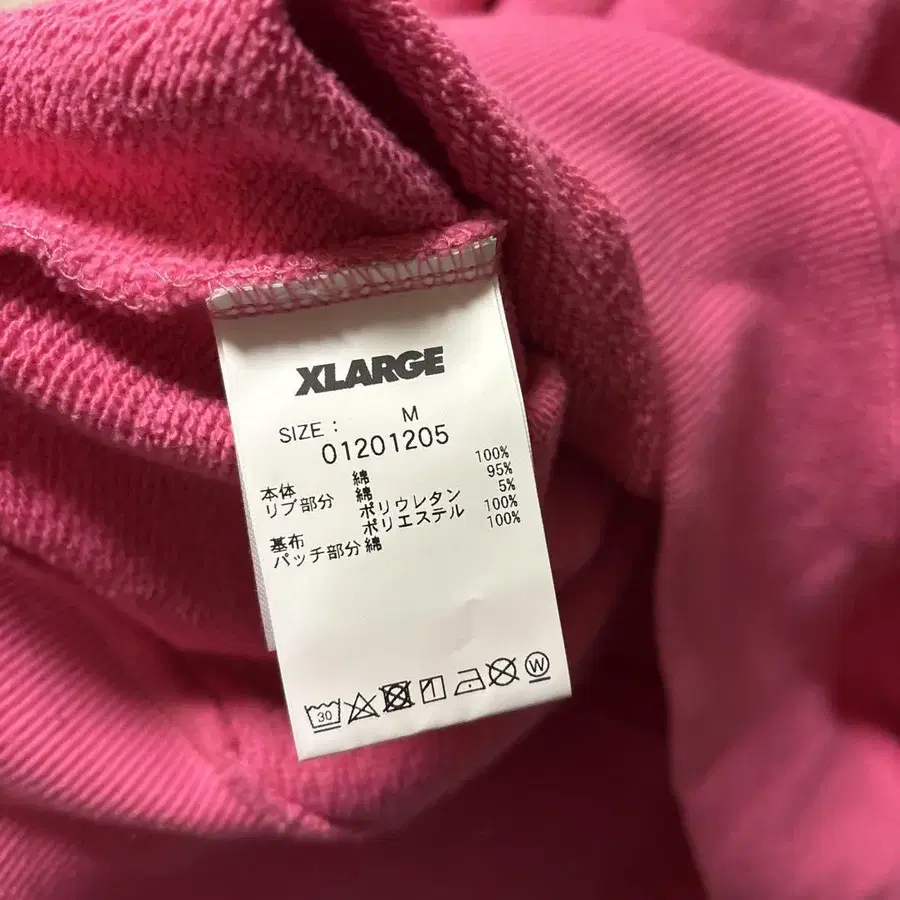 XLARGE
SIZE : M
01201205
本体 綿 100%
リブ部分 綿 95%
ポリウレタン 5%
基布 ポリエステル 100%
パッチ部分 綿 100%
30
W